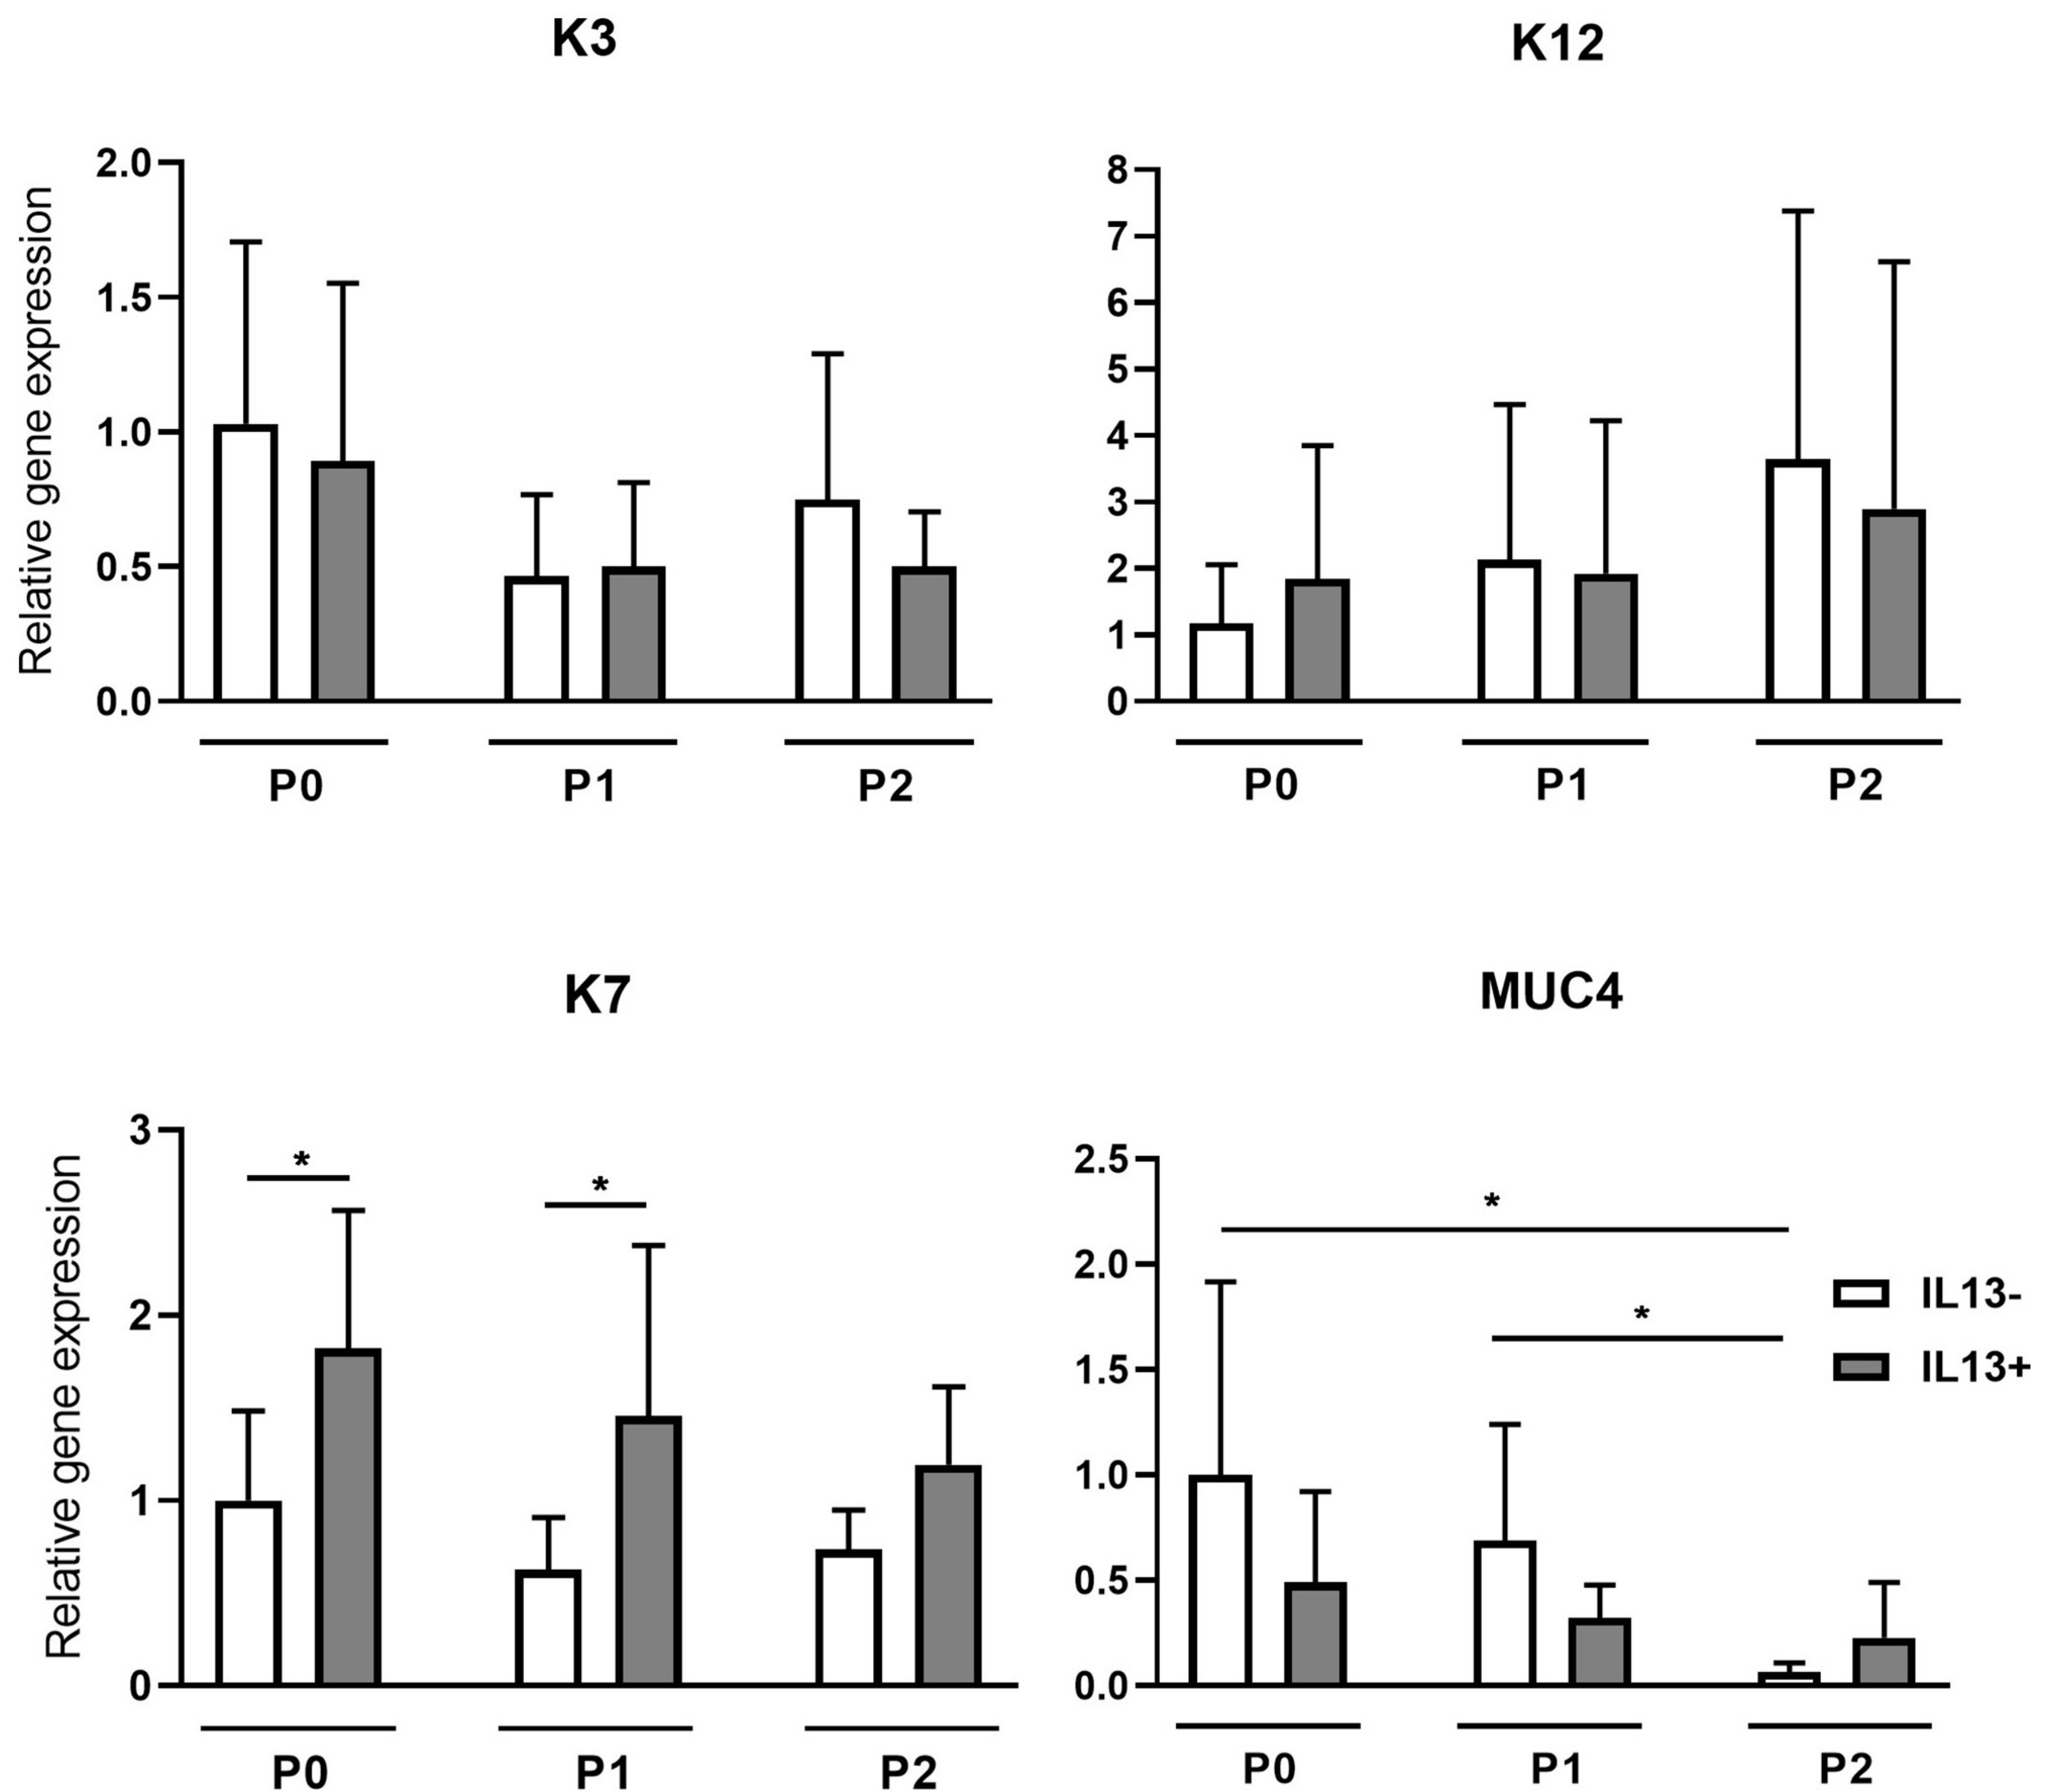 K3
Relative gene expression
2.0
1.5
1.0
0.5
0.0
P0 P1 P2
K12
8
7
6
5
4
3
2
1
0
P0 P1 P2
K7
Relative gene expression
3
2
1
0
* *
P0 P1 P2
MUC4
2.5
2.0
1.5
1.0
0.5
0.0
*
*
P0 P1 P2
IL13-
IL13+